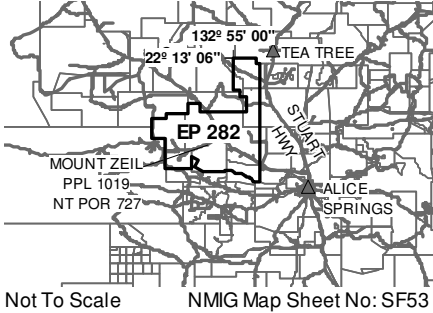 132º 55' 00"
22º 13' 06"
TEA TREE
STUART
HWY
EP 282
MOUNT ZEIL
PPL 1019
NT POR 727
ALICE
SPRINGS
Not To Scale
NMIG Map Sheet No: SF53